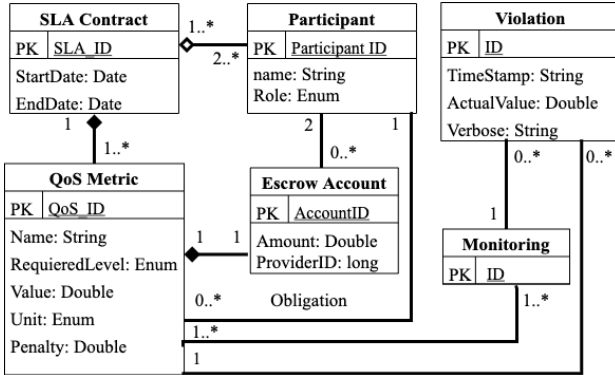 SLA Contract
PK SLA_ID
StartDate: Date
EndDate: Date
1..*
2..*
Participant
PK Participant ID
name: String
Role: Enum
Violation
PK ID
TimeStamp: String
ActualValue: Double
Verbose: String
1
1..*
2
0..*
1
0..*
0..*
QoS Metric
PK QoS_ID
Name: String
RequieredLevel: Enum
Value: Double
Unit: Enum
Penalty: Double
1
1
Escrow Account
PK AccountID
Amount: Double
ProviderID: long
1
Monitoring
PK ID
0..*
Obligation
1..*
1..*
1